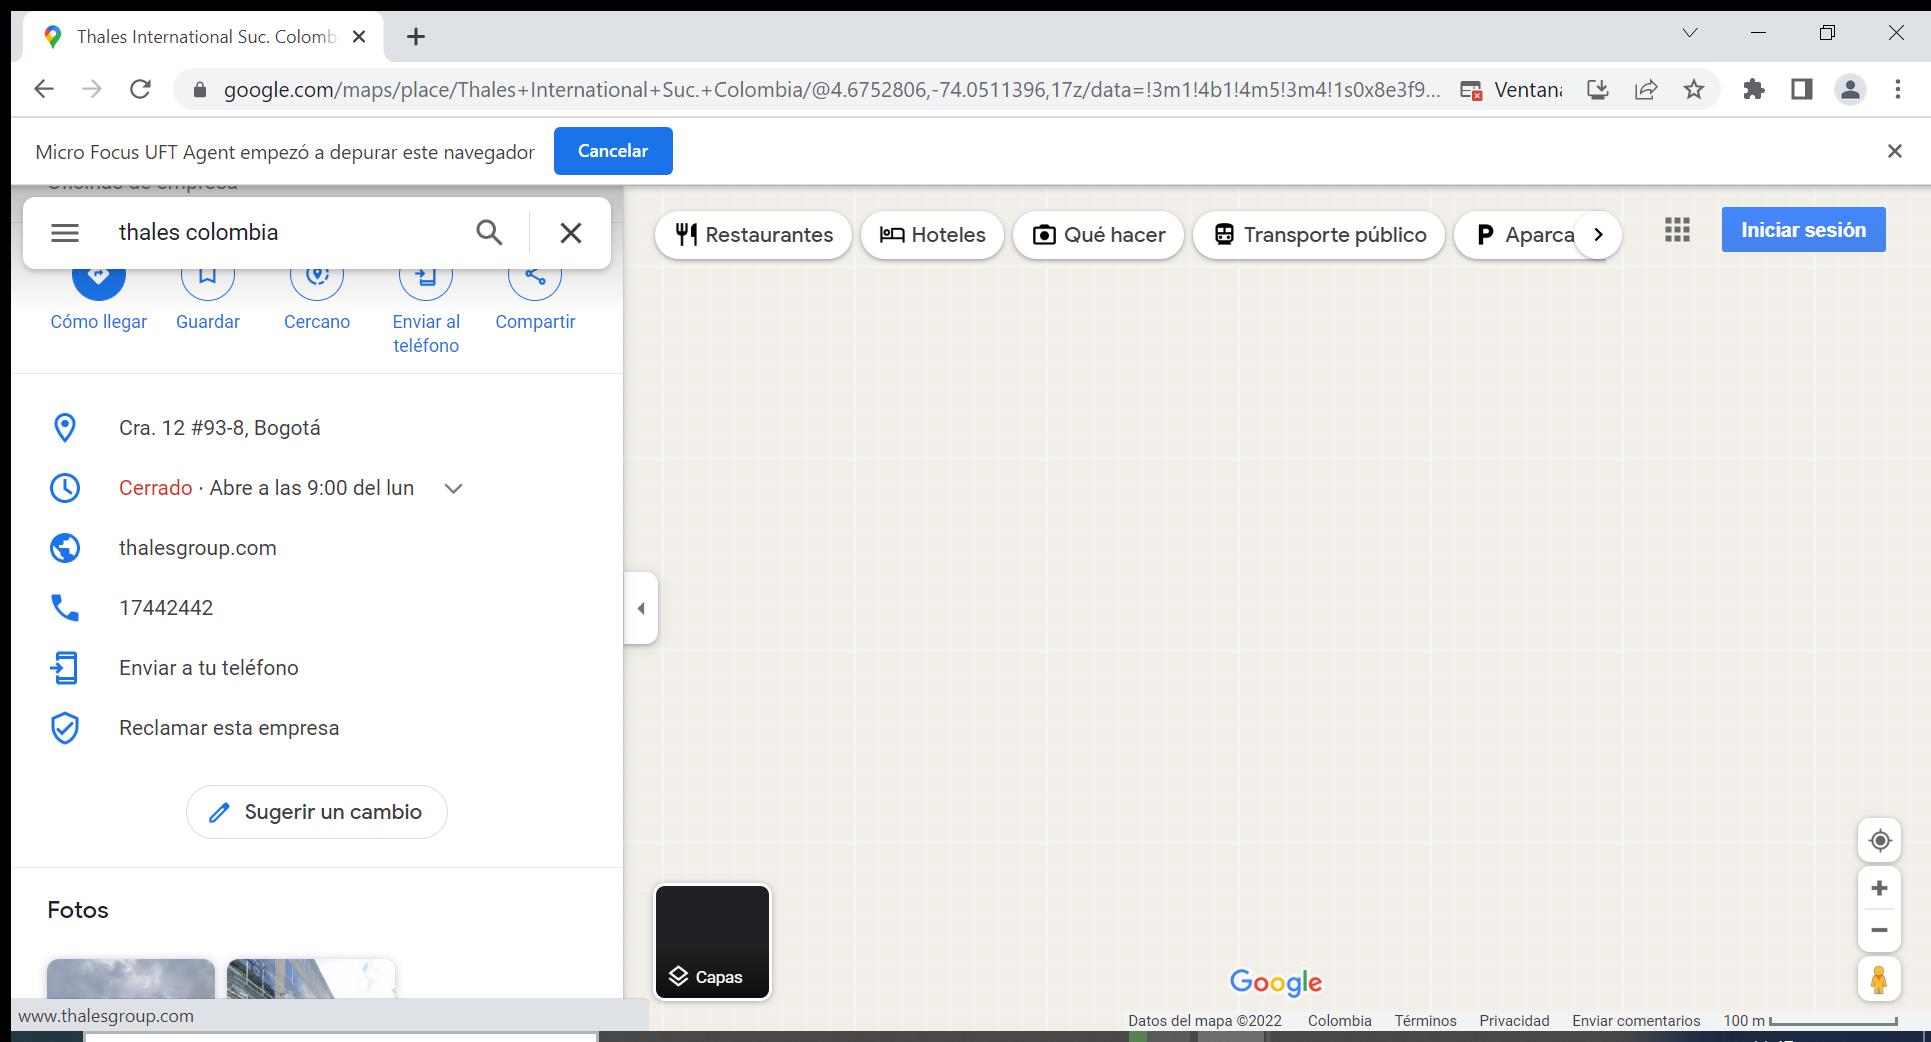 Thales International Suc. Colomb
google.com/maps/place/Thales+International+Suc.+Colombia/@4.6752806,-74.0511396,17z/data=!3m1!4b1!4m5!3m4!1s0x8e3f9...
Ventana
Micro Focus UFT Agent empezó a depurar este navegador
Cancelar
Oficinas de empresa
thales colombia
Restaurantes
Hoteles
Qué hacer
Transporte público
P Aparca
Iniciar sesión
Cómo llegar
Guardar
Cercano
Enviar al
teléfono
Compartir
Cra. 12 #93-8, Bogotá
Cerrado · Abre a las 9:00 del lun
thalesgroup.com
17442442
Enviar a tu teléfono
Reclamar esta empresa
Sugerir un cambio
Fotos
Capas
Google
www.thalesgroup.com
Datos del mapa ©2022 Colombia Términos Privacidad Enviar comentarios 100 m